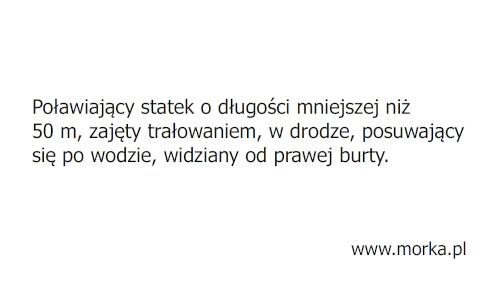 Poławiający statek o długości mniejszej niż
50 m, zajęty trałowaniem, w drodze, posuwający
się po wodzie, widziany od prawej burty.
www.morka.pl